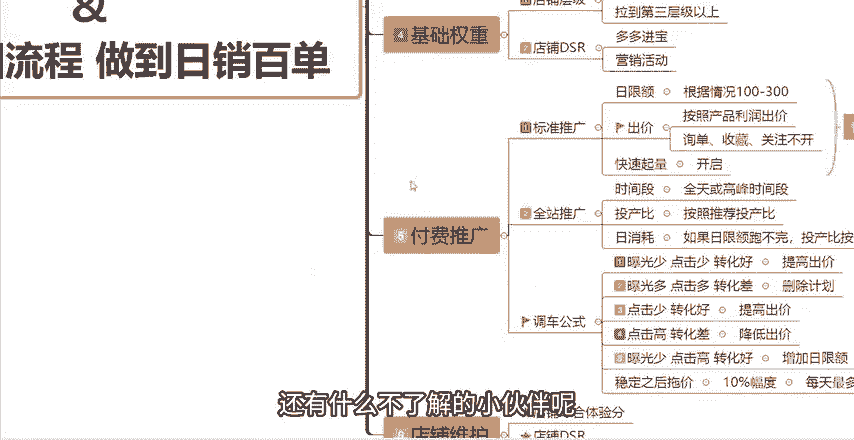 &
流程 做到日销百单
4 基础权重
店铺层级
拉到第三层级以上
2 店铺DSR
多多进宝
营销活动
5 付费推广
1 标准推广
日限额 根据情况100-300
出价
按照产品利润出价
询单、收藏、关注不开
快速起量 开启
2 全站推广
时间段 全天或高峰时间段
投产比 按照推荐投产比
日消耗 如果日限额跑不完，投产比按
调车公式
1 曝光少 点击少 转化好 提高出价
2 曝光多 点击多 转化差 删除计划
3 点击少 转化好 提高出价
4 点击高 转化差 降低出价
5 曝光少 点击高 转化好 增加日限额
稳定之后拖价 10%幅度 每天最多
还有什么不了解的小伙伴呢
6 店铺维护
合体验分
店铺DSR